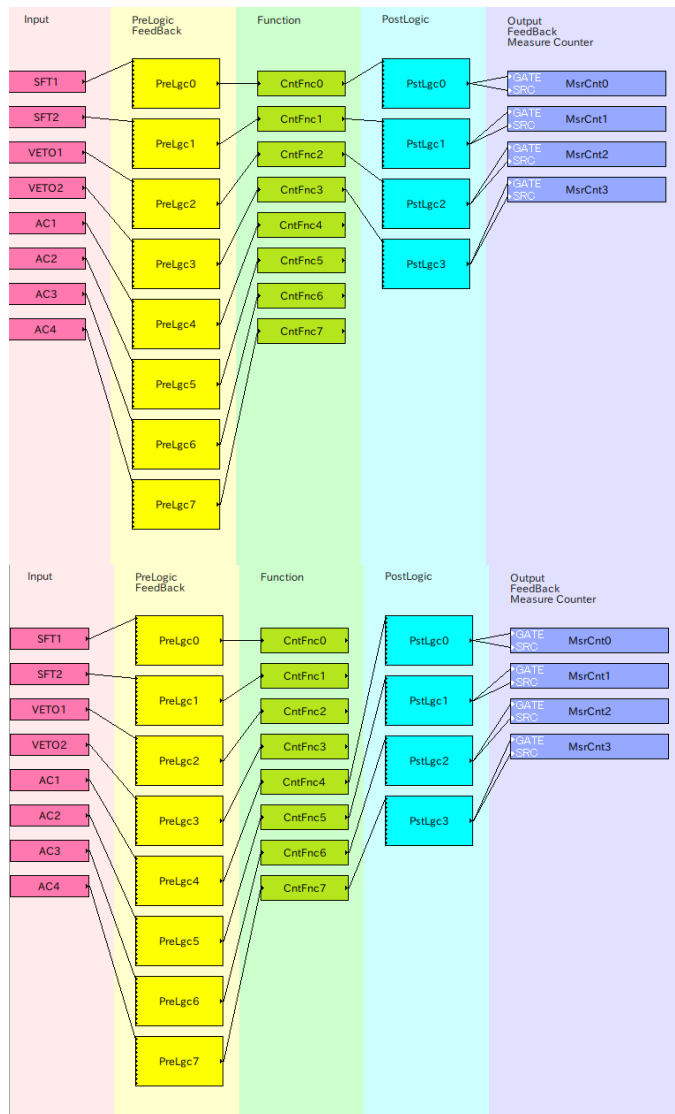 Input
PreLogic
FeedBack
Function
PostLogic
Output
FeedBack
Measure Counter
SFT1
PreLgc0
CntFnc0
PstLgc0
GATE
SRC
MsrCnt0
SFT2
PreLgc1
CntFnc1
PstLgc1
GATE
SRC
MsrCnt1
VETO1
PreLgc2
CntFnc2
PstLgc2
GATE
SRC
MsrCnt2
VETO2
PreLgc3
CntFnc3
PstLgc3
GATE
SRC
MsrCnt3
AC1
PreLgc4
CntFnc4
AC2
PreLgc5
CntFnc5
AC3
PreLgc6
CntFnc6
AC4
PreLgc7
CntFnc7
Input
PreLogic
FeedBack
Function
PostLogic
Output
FeedBack
Measure Counter
SFT1
PreLgc0
CntFnc0
PstLgc0
GATE
SRC
MsrCnt0
SFT2
PreLgc1
CntFnc1
PstLgc1
GATE
SRC
MsrCnt1
VETO1
PreLgc2
CntFnc2
PstLgc2
GATE
SRC
MsrCnt2
VETO2
PreLgc3
CntFnc3
PstLgc3
GATE
SRC
MsrCnt3
AC1
PreLgc4
CntFnc4
AC2
PreLgc5
CntFnc5
AC3
PreLgc6
CntFnc6
AC4
PreLgc7
CntFnc7